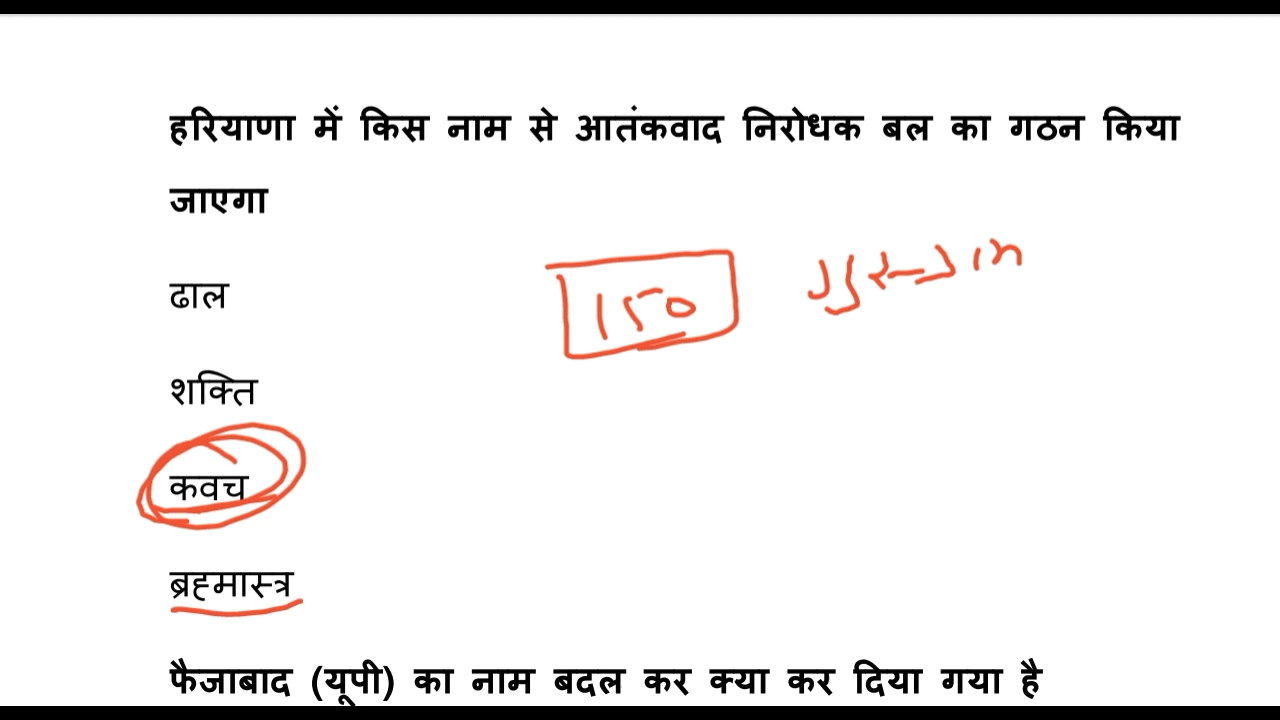 हरियाणा में किस नाम से आतंकवाद निरोधक बल का गठन किया
जाएगा
ढाल
150
शक्ति
कवच
ब्रह्मास्त्र
फैजाबाद (यूपी) का नाम बदल कर क्या कर दिया गया है